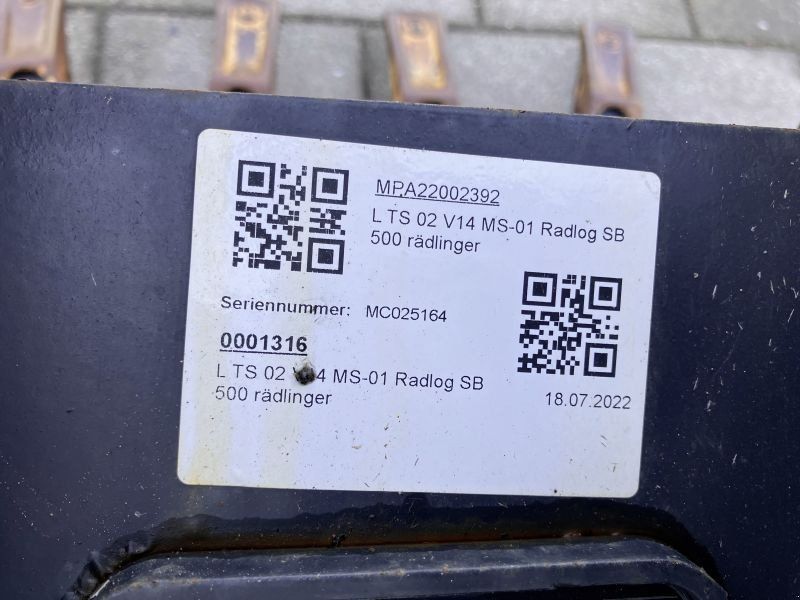 MPA22002392
L TS 02 V14 MS-01 Radlog SB
500 rädlinger
Seriennummer: MC025164
0001316
L TS 02 V14 MS-01 Radlog SB
500 rädlinger
18.07.2022